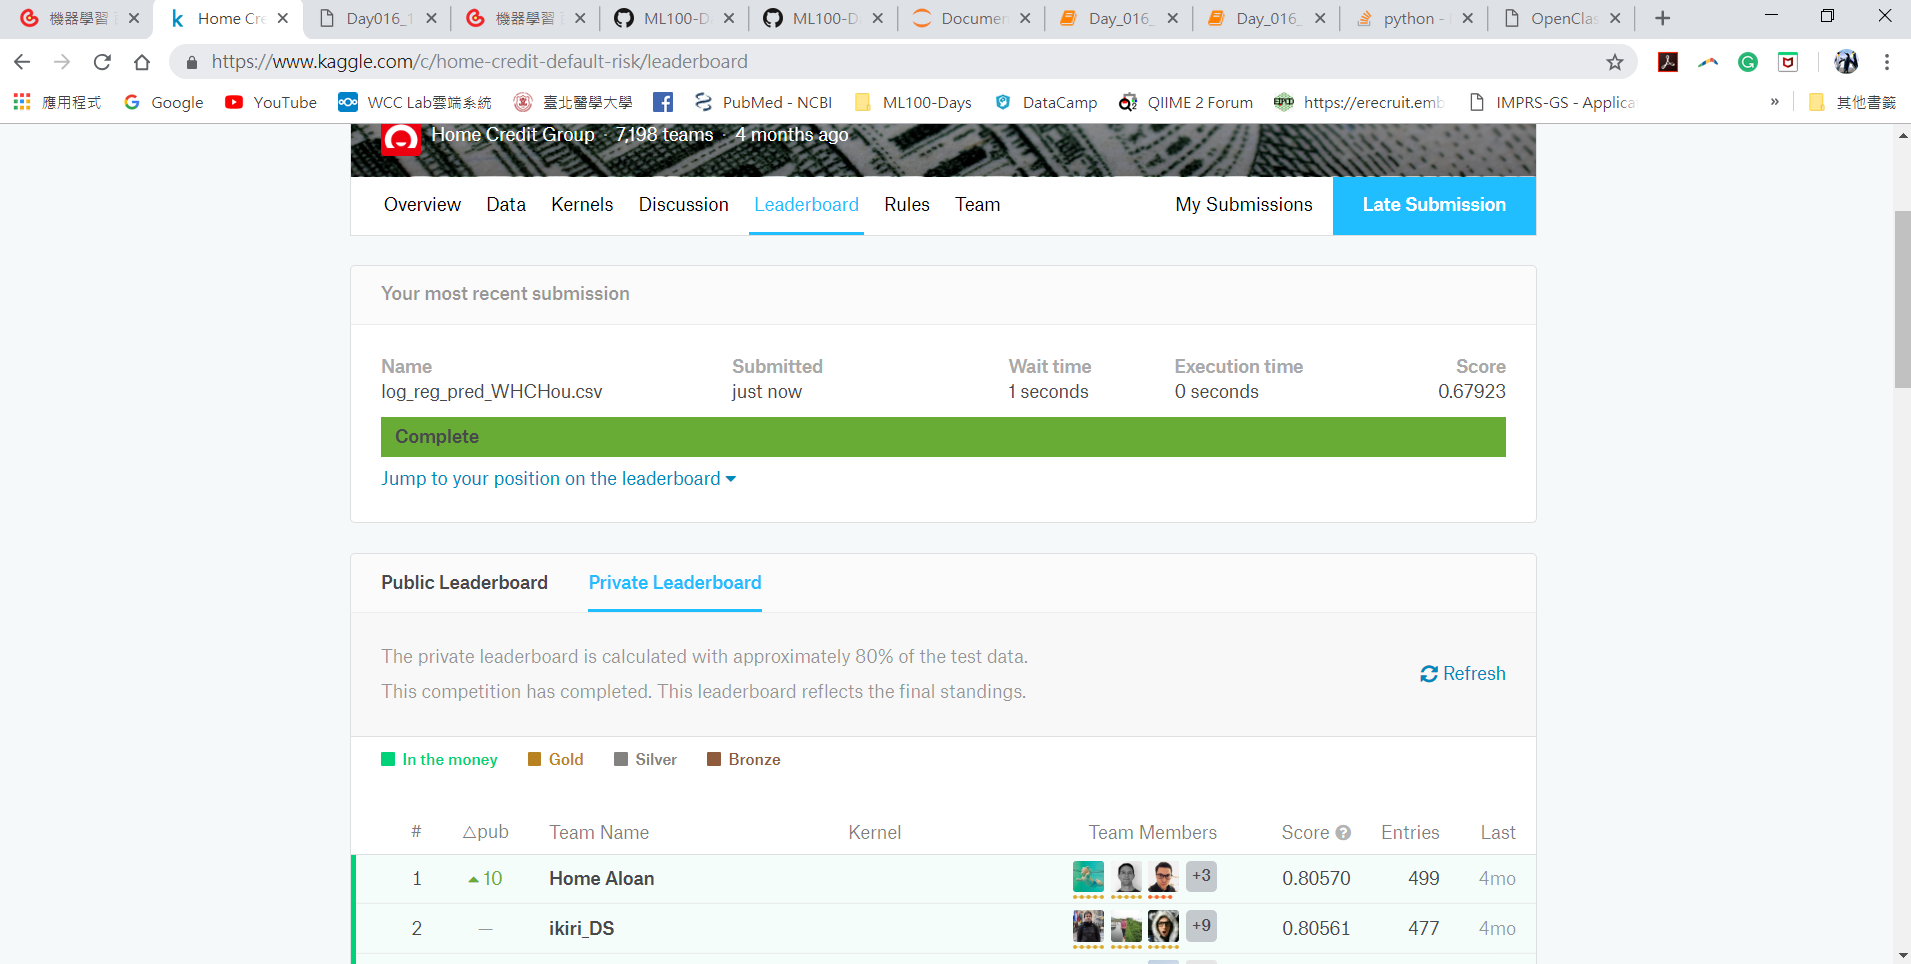 機器學習
Home Cre
Day016_1
機器學習
ML100-D
ML100-D
Documen
Day_016_
Day_016_
python -
OpenClas
https://www.kaggle.com/c/home-credit-default-risk/leaderboard
應用程式 Google YouTube WCC Lab雲端系統 臺北醫學大學 PubMed - NCBI ML100-Days DataCamp QIIME 2 Forum https://erecruit.emb IMPRS-GS - Applica » 其他書籤
Home Credit Group · 7,198 teams · 4 months ago
Overview Data Kernels Discussion Leaderboard Rules Team My Submissions Late Submission
Your most recent submission
Name Submitted Wait time Execution time Score
log_reg_pred_WHCHou.csv just now 1 seconds 0 seconds 0.67923
Complete
Jump to your position on the leaderboard
Public Leaderboard Private Leaderboard
The private leaderboard is calculated with approximately 80% of the test data.
This competition has completed. This leaderboard reflects the final standings.
Refresh
In the money Gold Silver Bronze
# △pub Team Name Kernel Team Members Score Entries Last
1 10 Home Aloan +3 0.80570 499 4mo
2 — ikiri_DS +9 0.80561 477 4mo